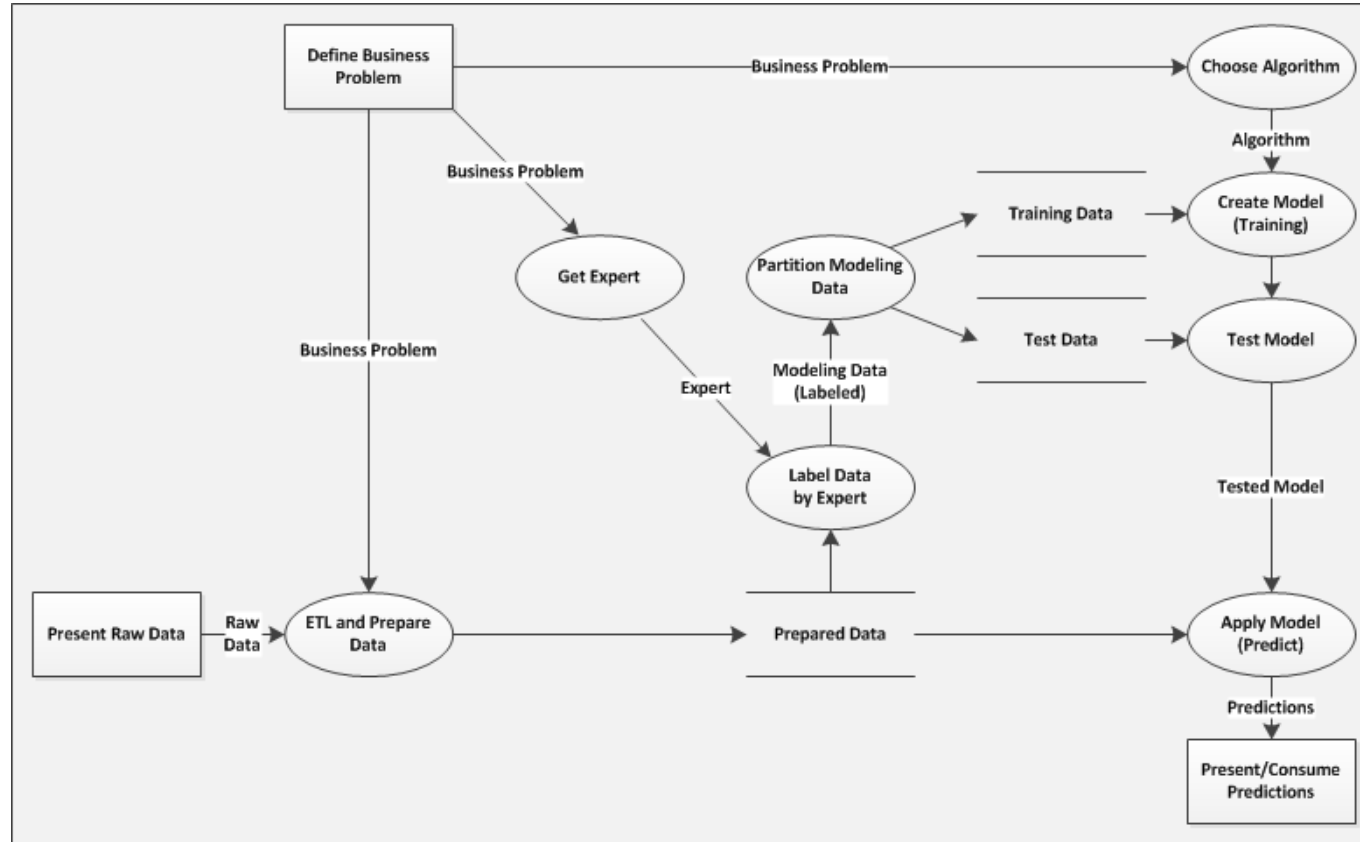 Define Business
Problem
Business Problem
Choose Algorithm
Algorithm
Business Problem
Training Data
Create Model
(Training)
Get Expert
Partition Modeling
Data
Business Problem
Test Data
Test Model
Modeling Data
(Labeled)
Expert
Label Data
by Expert
Tested Model
Present Raw Data
Raw
Data
ETL and Prepare
Data
Prepared Data
Apply Model
(Predict)
Predictions
Present/Consume
Predictions